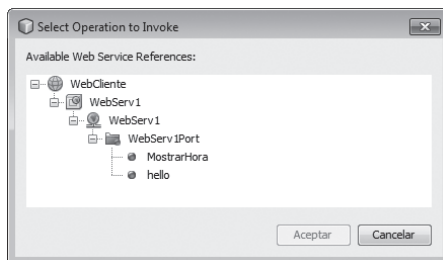 Select Operation to Invoke
Available Web Service References:
WebCliente
WebServ1
WebServ1
WebServ1Port
MostrarHora
hello
Aceptar Cancelar